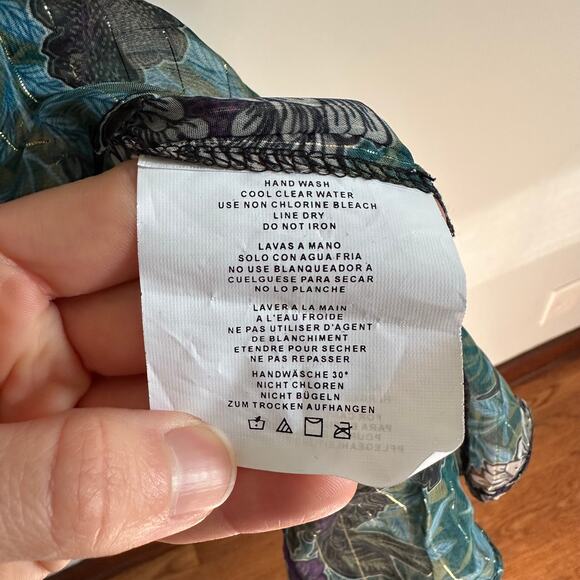 HAND WASH
COOL CLEAR WATER
USE NON CHLORINE BLEACH
LINE DRY
DO NOT IRON
LAVAS A MANO
SOLO CON AGUA FRIA
NO USE BLANQUEADOR A
CUELGUESE PARA SECAR
NO LO PLANCHE
LAVER A LA MAIN
A L'EAU FROIDE
NE PAS UTILISER D'AGENT
DE BLANCHIMENT
ETENDRE POUR SECHER
NE PAS REPASSER
HANDWÄSCHE 30°
NICHT CHLOREN
NICHT BÜGELN
ZUM TROCKEN AUFHANGEN